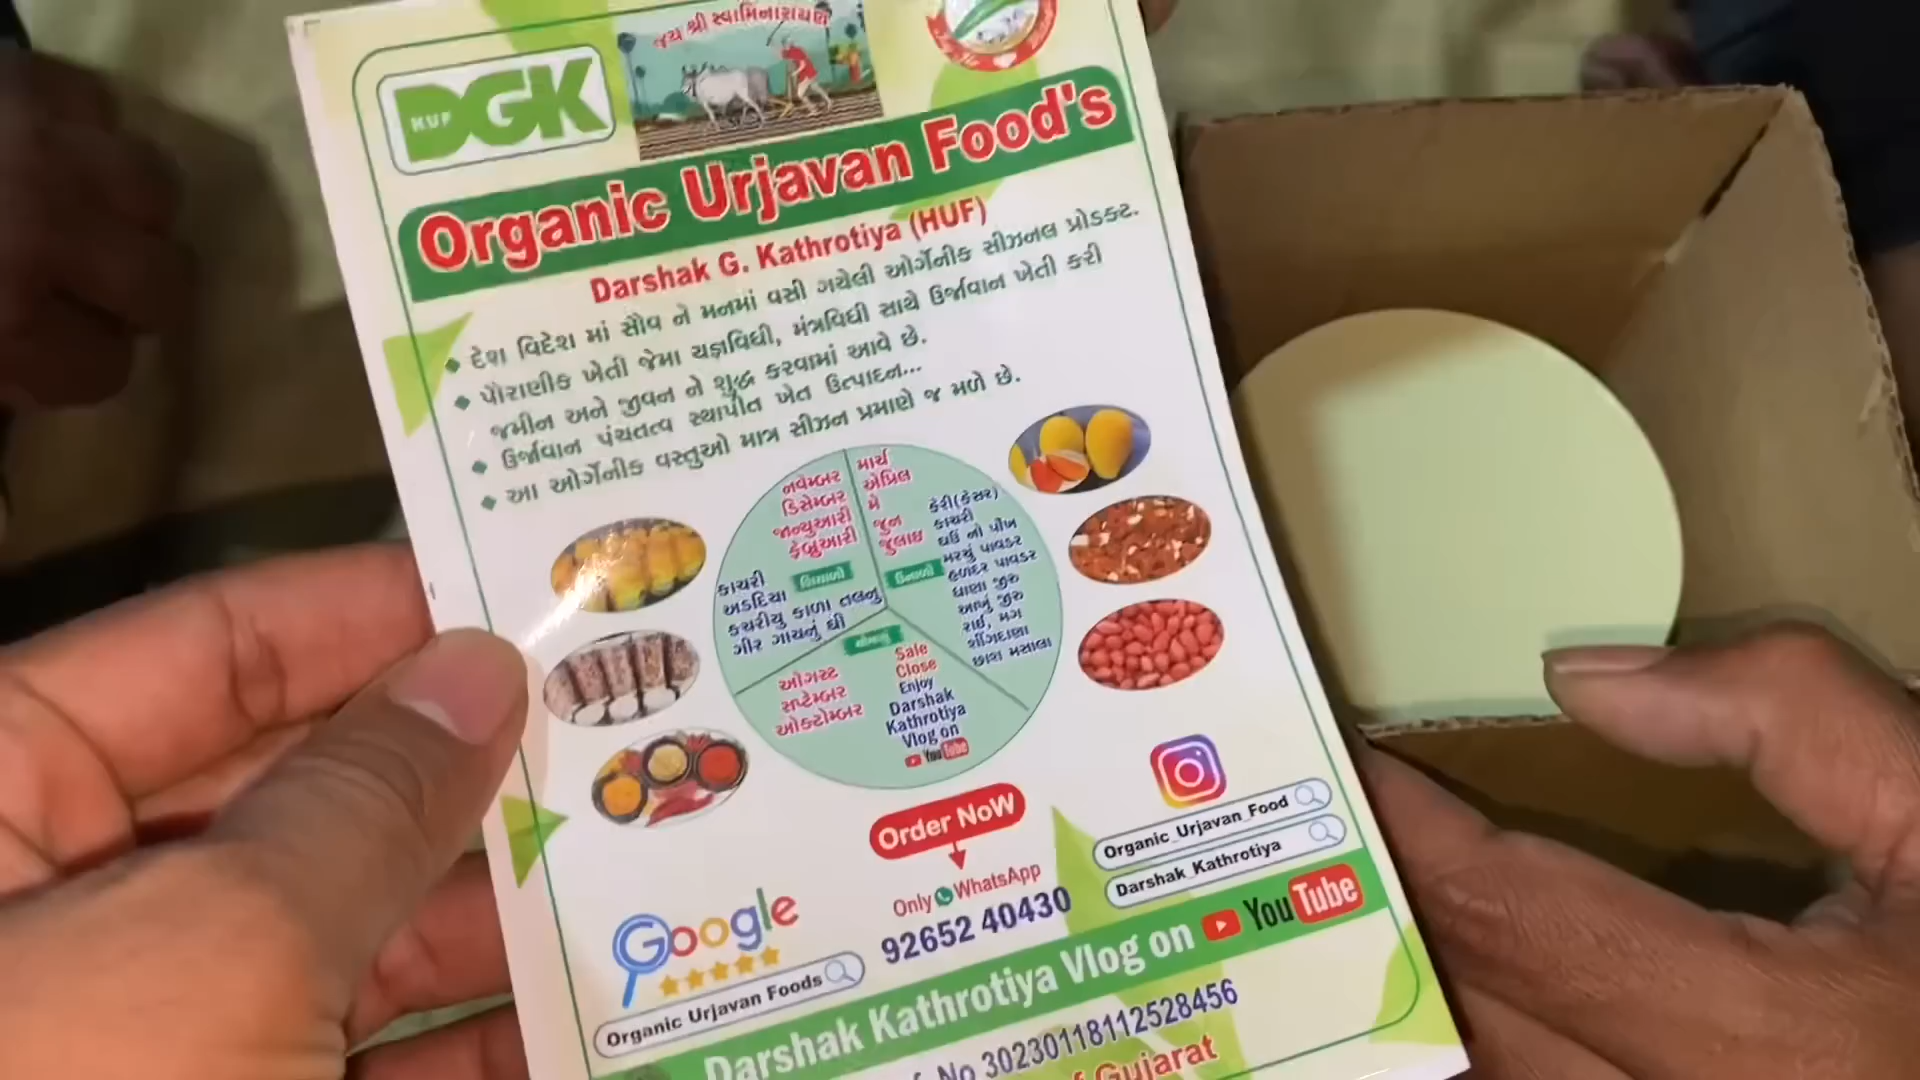 જય શ્રી સ્વામિનારાયણ
HUF
DGK
Organic Urjavan Food's
Darshak G. Kathrotiya (HUF)
દેશ વિદેશ માં સૌવ ને મનમાં વસી ગયેલી ઓર્ગેનીક સીઝનલ પ્રોડક્ટ.
પૌરાણીક ખેતી જેમા યજ્ઞવિધી, મંત્રવિધી સાથે ઉર્જાવાન ખેતી કરી
જમીન અને જીવન ને શુદ્ધ કરવામાં આવે છે.
ઉર્જાવાન પંચતત્વ સ્થાપીત ખેત ઉત્પાદન...
આ ઓર્ગેનીક વસ્તુઓ માત્ર સીઝન પ્રમાણે જ મળે છે.
નવેમ્બર
ડિસેમ્બર
જાન્યુઆરી
ફેબ્રુઆરી
શિયાળો
કાચરી
અડદિયા
કચરીયુ કાળા તલનુ
ગીર ગાયનું ઘી
માર્ચ
એપ્રિલ
મે
જુન
જુલાઇ
ઉનાળો
કેરી(કેસર)
કાચરી
ઘઉં નો પોંખ
મરચું પાવડર
હળદર પાવડર
ધાણા જીરુ
આખું જીરુ
રાઈ, મગ
શીંગદાણા
છાશ મસાલા
ચોમાસુ
ઓગસ્ટ
સપ્ટેમ્બર
ઓક્ટોમ્બર
Sale
Close
Enjoy
Darshak
Kathrotiya
Vlog on
YouTube
Order NoW
Only WhatsApp
92652 40430
Google
Organic Urjavan Foods
Organic_Urjavan_Food
Darshak_Kathrotiya
Darshak Kathrotiya Vlog on YouTube
No 30230118112528456
Gujarat